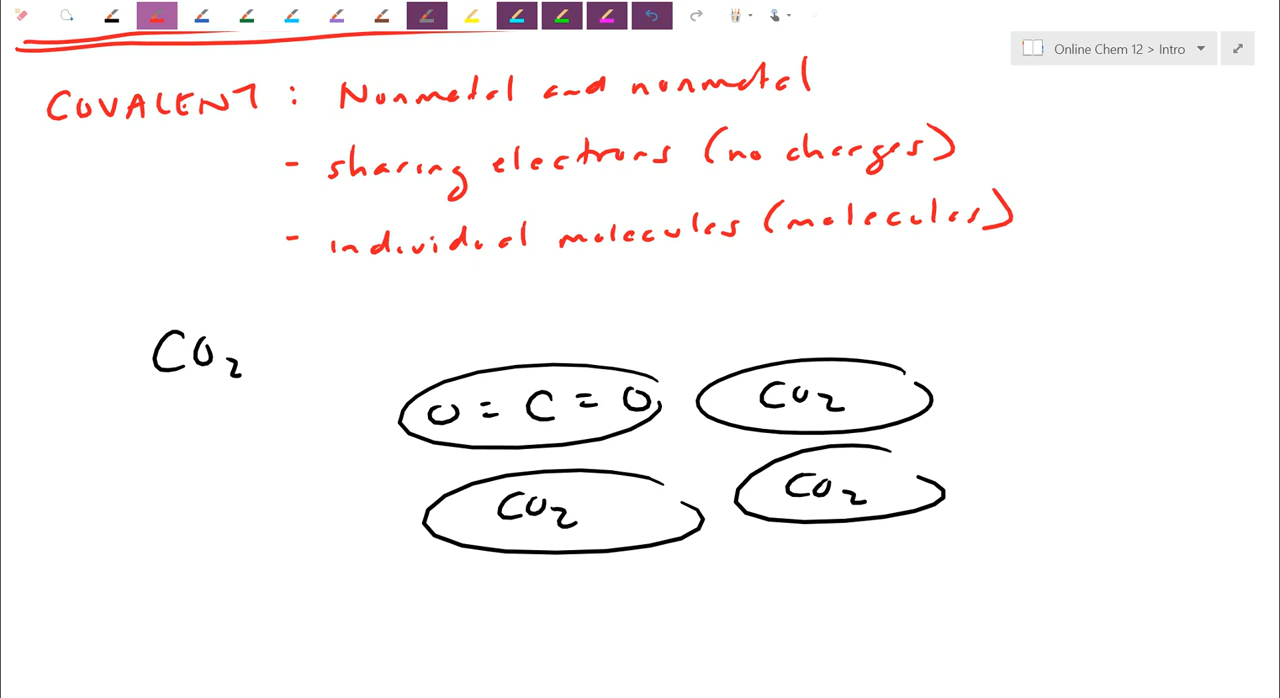 Online Chem 12 > Intro
COVALENT : Nonmetal and nonmetal
- sharing electrons (no charges)
- individual molecules (molecules)
CO₂
O = C = O
CO₂
CO₂
CO₂